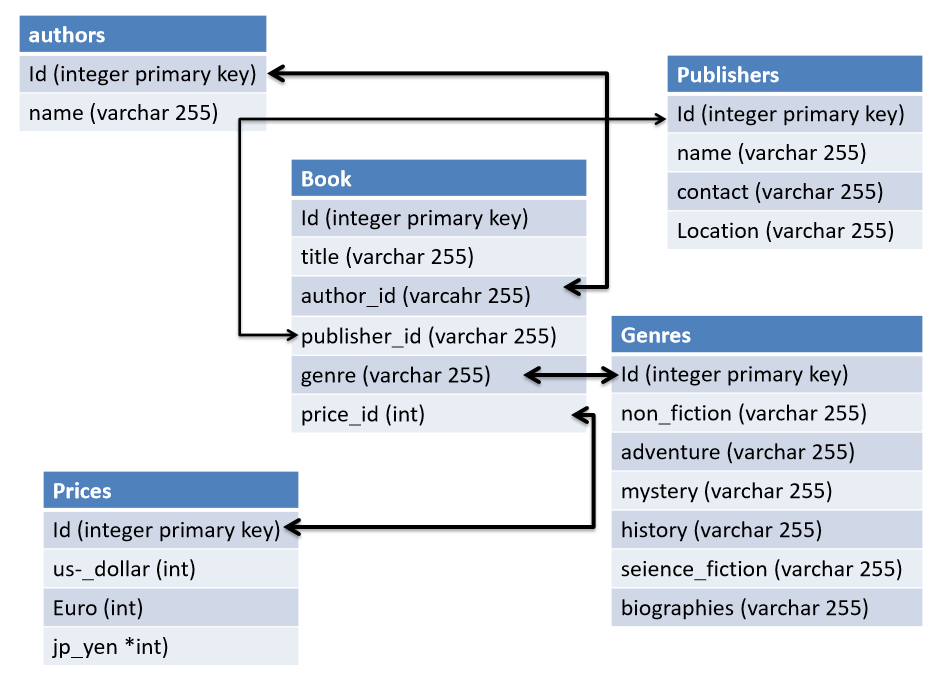 authors
Id (integer primary key)
name (varchar 255)
Publishers
Id (integer primary key)
name (varchar 255)
contact (varchar 255)
Location (varchar 255)
Book
Id (integer primary key)
title (varchar 255)
author_id (varcahr 255)
publisher_id (varchar 255)
genre (varchar 255)
price_id (int)
Genres
Id (integer primary key)
non_fiction (varchar 255)
adventure (varchar 255)
mystery (varchar 255)
history (varchar 255)
seience_fiction (varchar 255)
biographies (varchar 255)
Prices
Id (integer primary key)
us-_dollar (int)
Euro (int)
jp_yen *int)